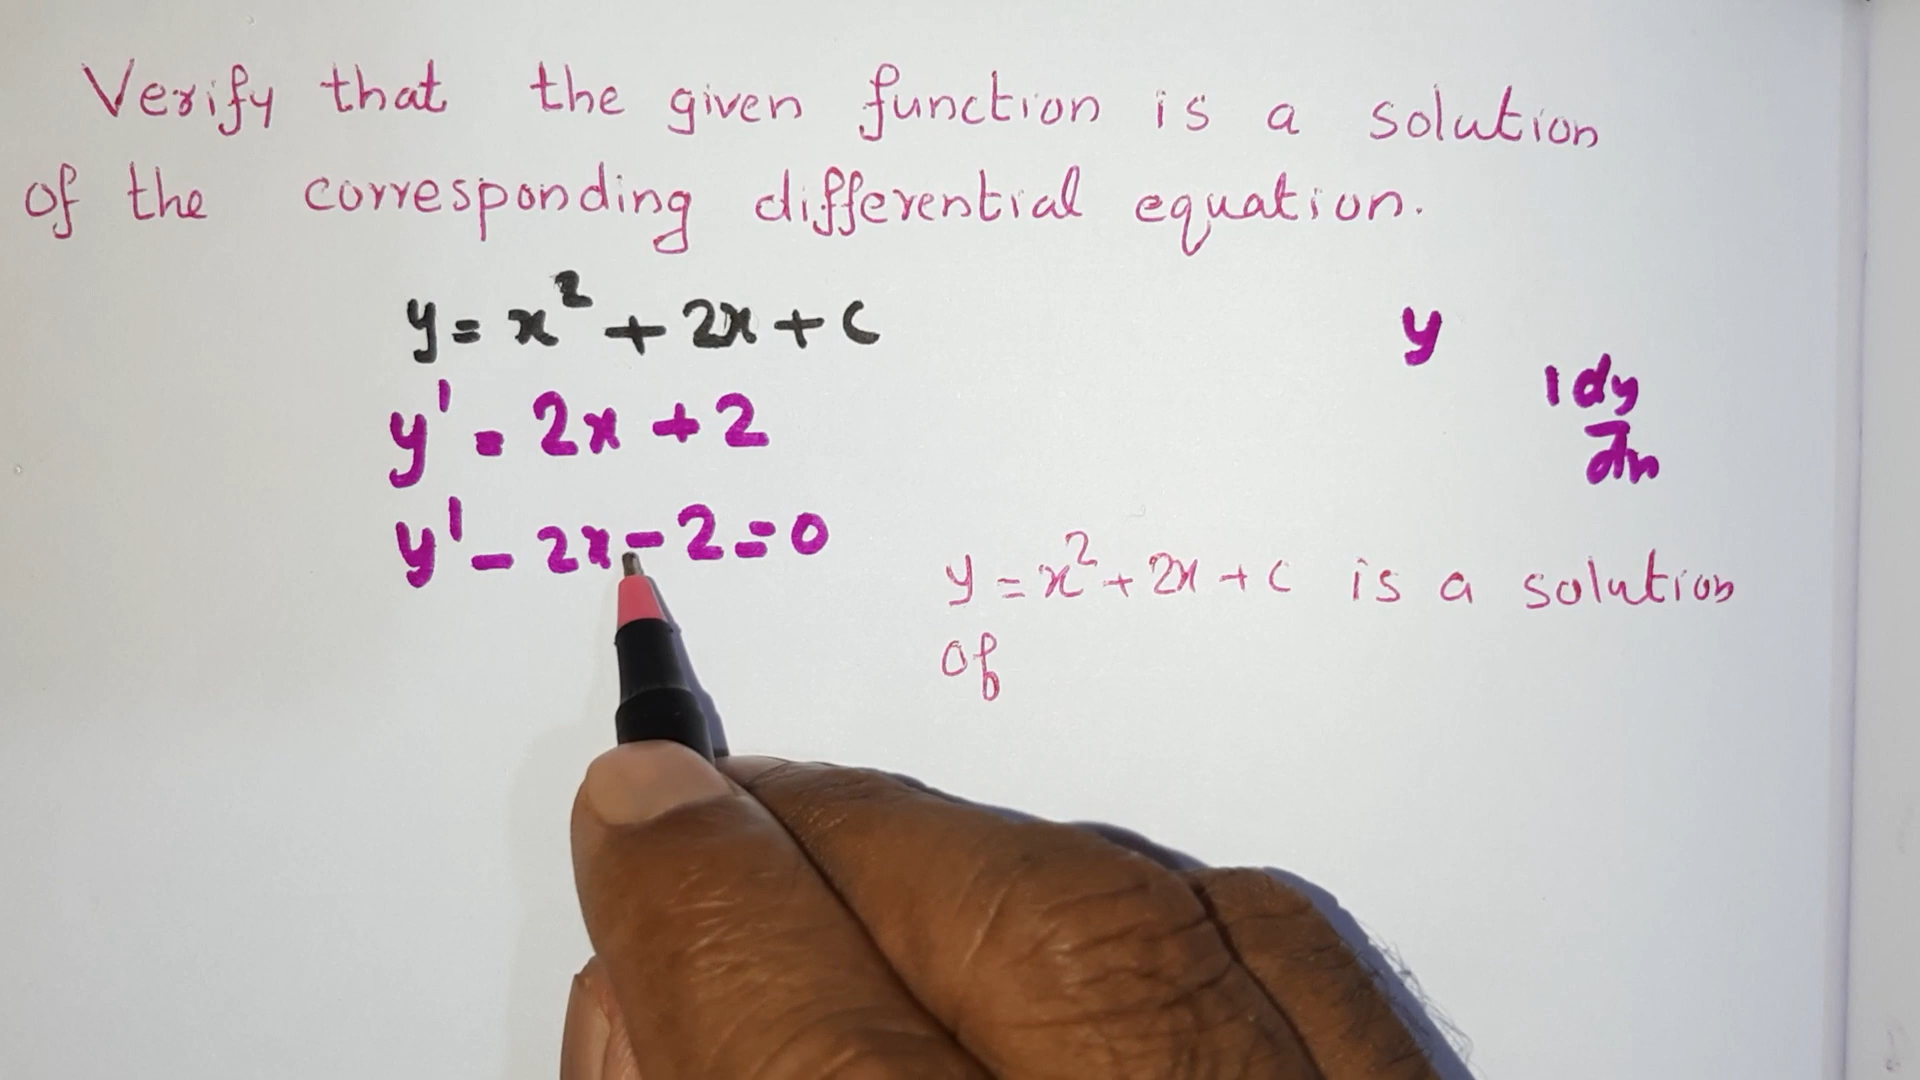 Verify that the given function is a solution
of the corresponding differential equation.
y = x² + 2x + c
y' = 2x + 2
y' - 2x - 2 = 0
y
1 dy
dx
y = x² + 2x + c is a solution
of